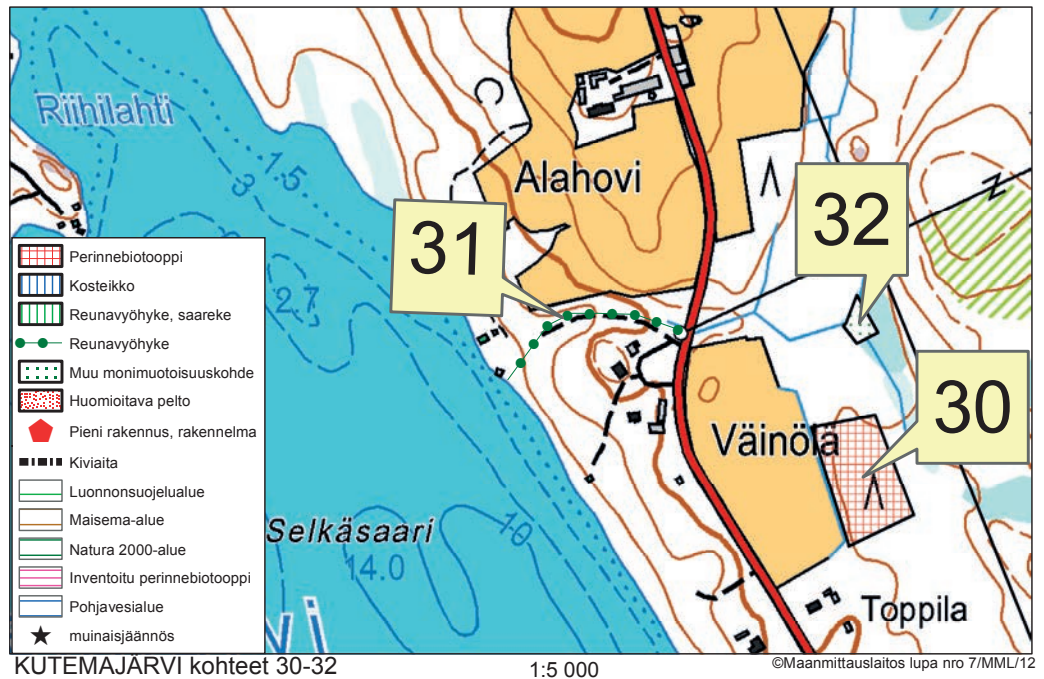 Riihilahti
1.5
3
2.7
Alahovi
31
32
30
Väinölä
Selkäsaari
14.0
10
Toppila
vi
Perinnebiotooppi
Kosteikko
Reunavyöhyke, saareke
Reunavyöhyke
Muu monimuotoisuuskohde
Huomioitava pelto
Pieni rakennus, rakennelma
Kiviaita
Luonnonsuojelualue
Maisema-alue
Natura 2000-alue
Inventoitu perinnebiotooppi
Pohjavesialue
muinaisjäännös
KUTEMAJÄRVI kohteet 30-32
1:5 000
©Maanmittauslaitos lupa nro 7/MML/12